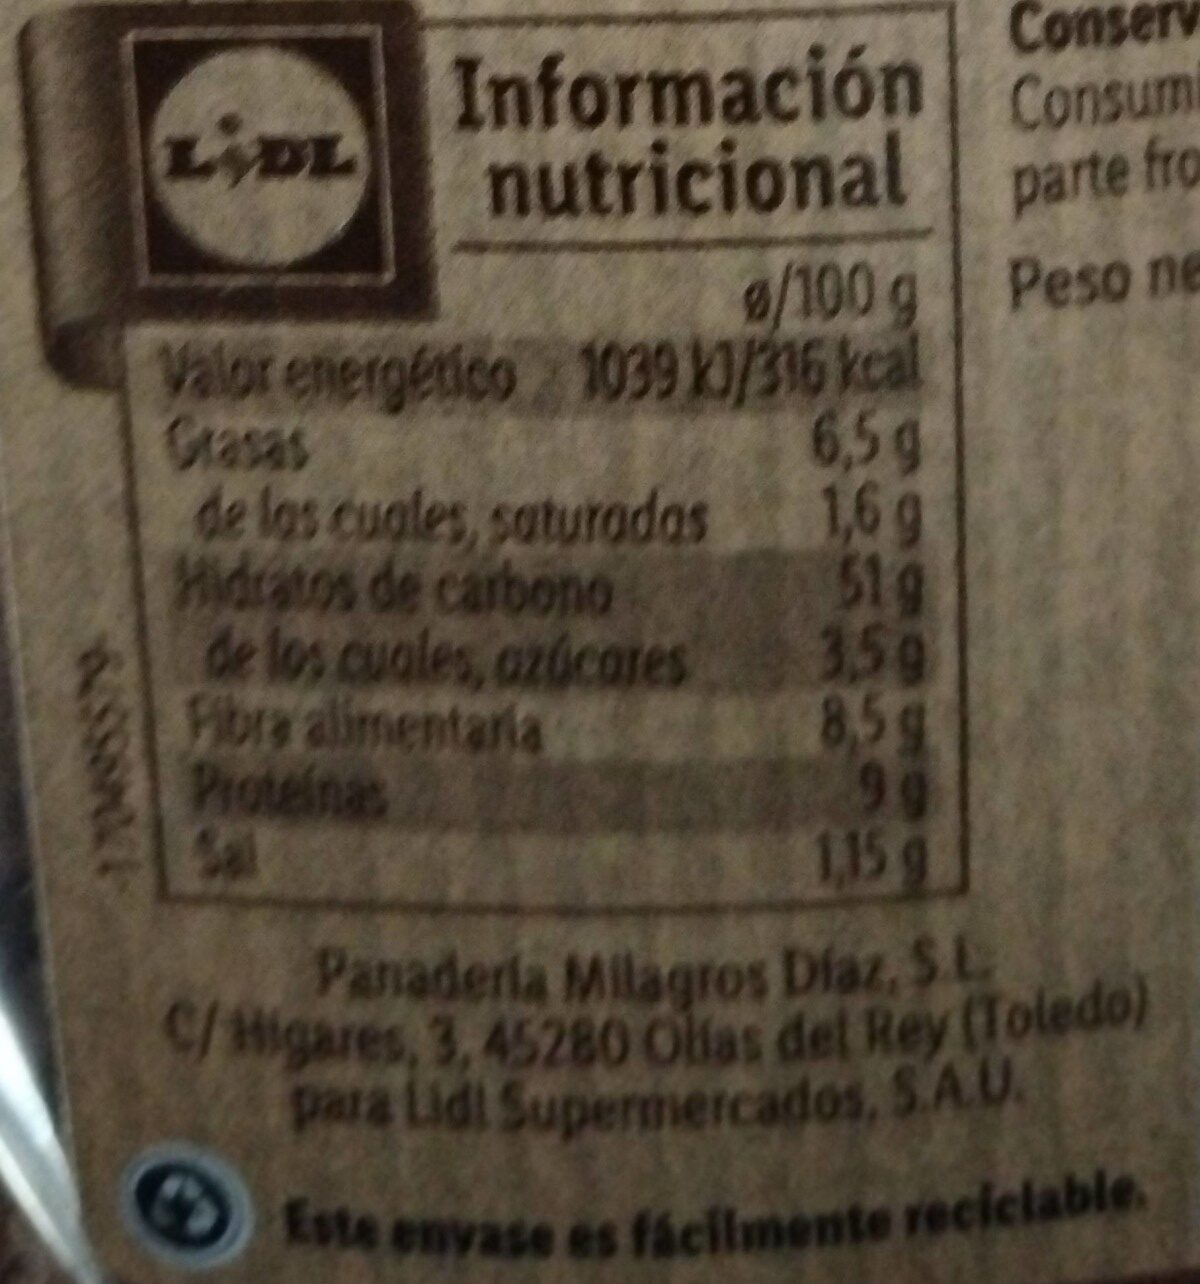 LIDL
Información
nutricional
ø/100 g
Valor energético 1039 kJ/316 kcal
Grasas 6,5 g
de las cuales, saturadas 1,6 g
Hidratos de carbono 51 g
de los cuales, azúcares 3,5 g
Fibra alimentaria 8,5 g
Proteínas 9 g
Sal 1,15 g
Panadería Milagros Díaz, S.L.
C/ Higares, 3, 45280 Olías del Rey (Toledo)
para Lidl Supermercados, S.A.U.
Este envase es fácilmente reciclable.
Conserv
Consumi
parte fro
Peso ne